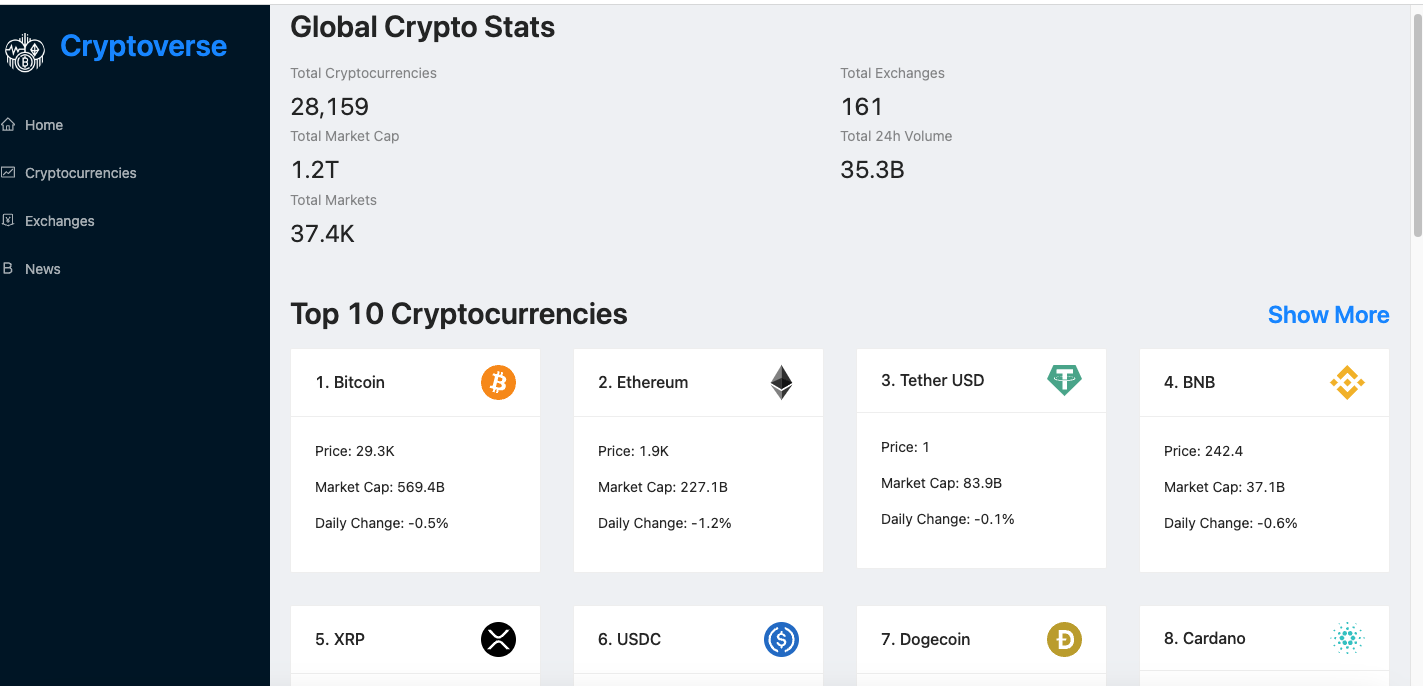 Cryptoverse
Home
Cryptocurrencies
Exchanges
News
Global Crypto Stats
Total Cryptocurrencies
28,159
Total Exchanges
161
Total Market Cap
1.2T
Total 24h Volume
35.3B
Total Markets
37.4K
Top 10 Cryptocurrencies
Show More
1. Bitcoin
Price: 29.3K
Market Cap: 569.4B
Daily Change: -0.5%
2. Ethereum
Price: 1.9K
Market Cap: 227.1B
Daily Change: -1.2%
3. Tether USD
Price: 1
Market Cap: 83.9B
Daily Change: -0.1%
4. BNB
Price: 242.4
Market Cap: 37.1B
Daily Change: -0.6%
5. XRP
6. USDC
7. Dogecoin
8. Cardano